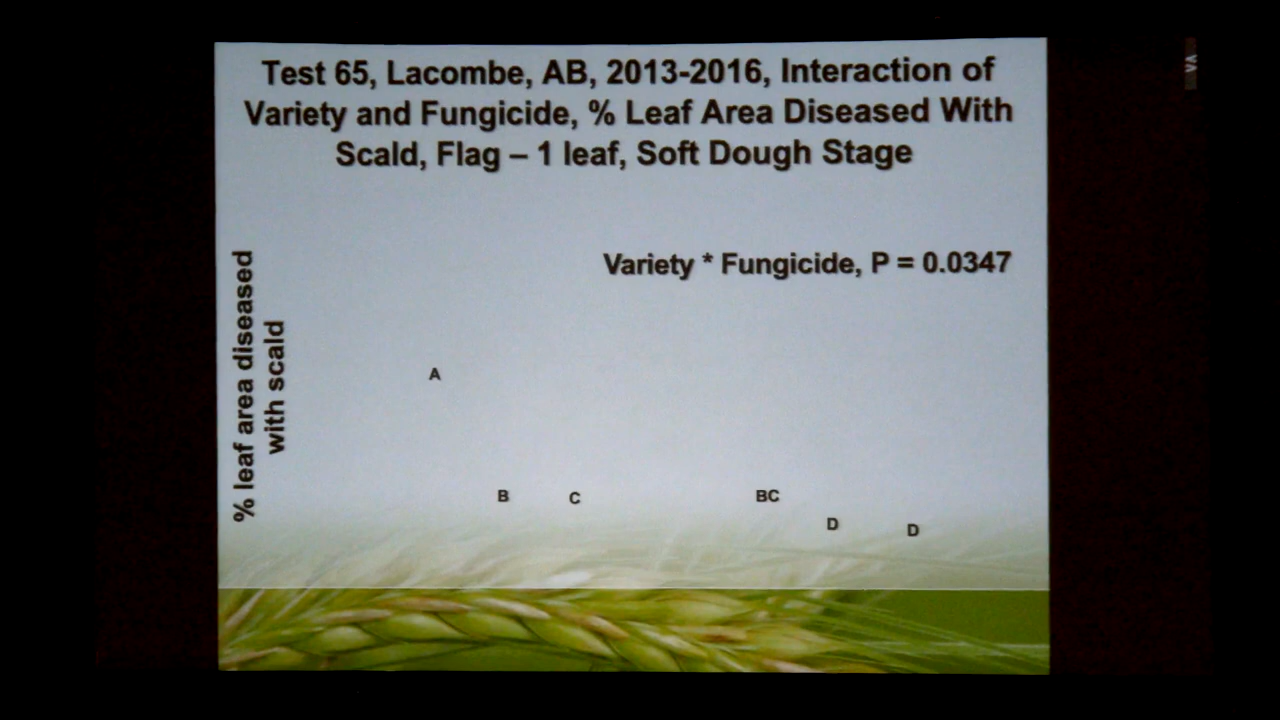 Test 65, Lacombe, AB, 2013-2016, Interaction of
Variety and Fungicide, % Leaf Area Diseased With
Scald, Flag – 1 leaf, Soft Dough Stage
Variety * Fungicide, P = 0.0347
% leaf area diseased
with scald
A
B
C
BC
D
D